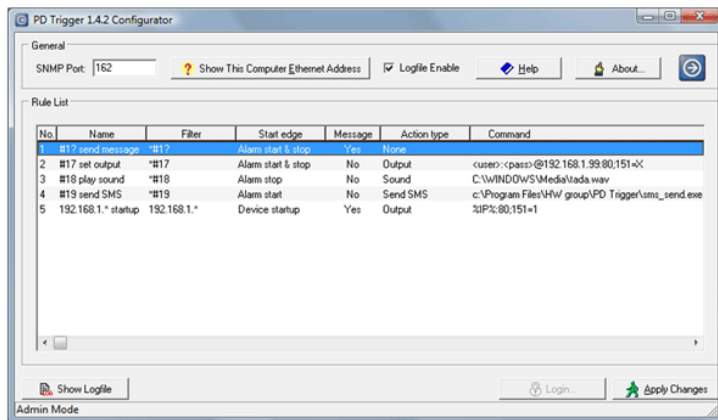 PD Trigger 1.4.2 Configurator
General
SNMP Port: 162 ? Show This Computer Ethernet Address Logfile Enable Help About...
Rule List
No. Name Filter Start edge Message Action type Command
1 #1? send message *#1? Alarm start & stop Yes None
2 #17 set output *#17 Alarm start & stop No Output <user>:<pass>@192.168.1.99:80;151=X
3 #18 play sound *#18 Alarm stop No Sound C:\WINDOWS\Media\tada.wav
4 #19 send SMS *#19 Alarm start No Send SMS c:\Program Files\HW group\PD Trigger\sms_send.exe
5 192.168.1.* startup 192.168.1.* Device startup Yes Output %IP%:80;151=1
Show Logfile Login... Apply Changes
Admin Mode